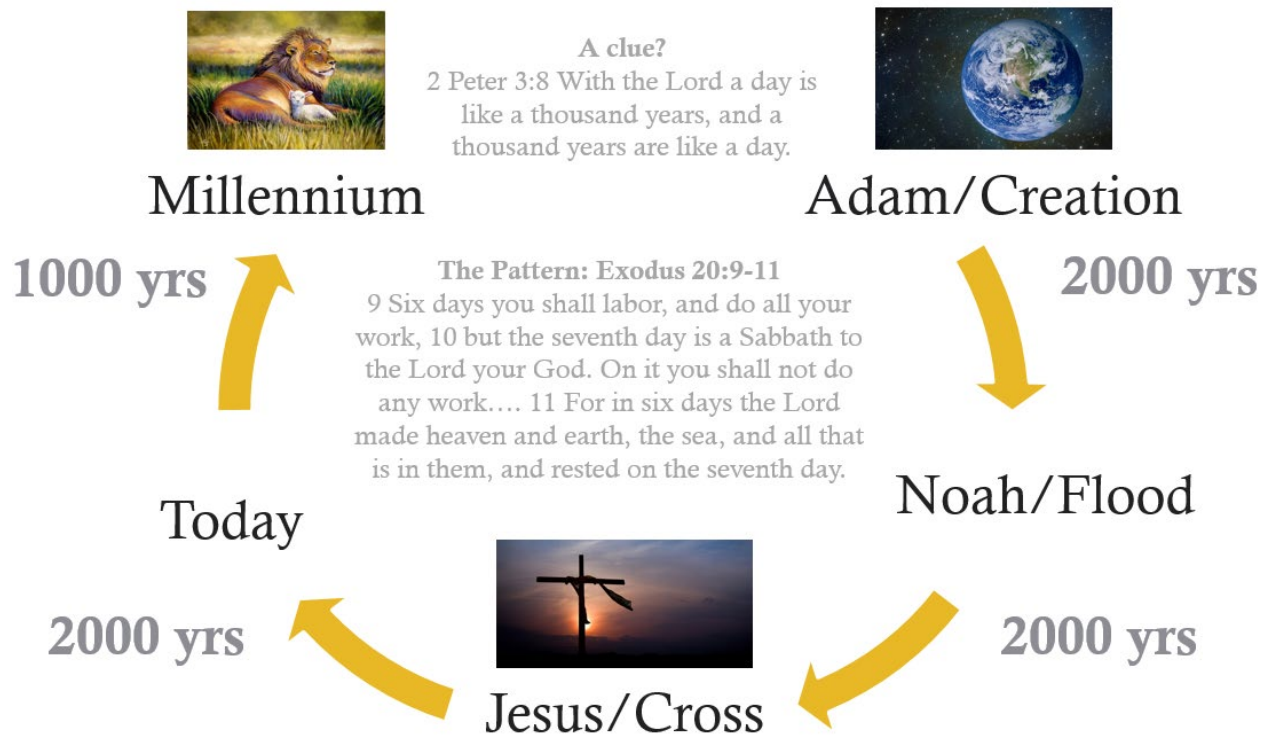 A clue?
2 Peter 3:8 With the Lord a day is
like a thousand years, and a
thousand years are like a day.
Millennium
Adam/Creation
1000 yrs
2000 yrs
The Pattern: Exodus 20:9-11
9 Six days you shall labor, and do all your
work, 10 but the seventh day is a Sabbath to
the Lord your God. On it you shall not do
any work…. 11 For in six days the Lord
made heaven and earth, the sea, and all that
is in them, and rested on the seventh day.
Noah/Flood
Today
2000 yrs
2000 yrs
Jesus/Cross